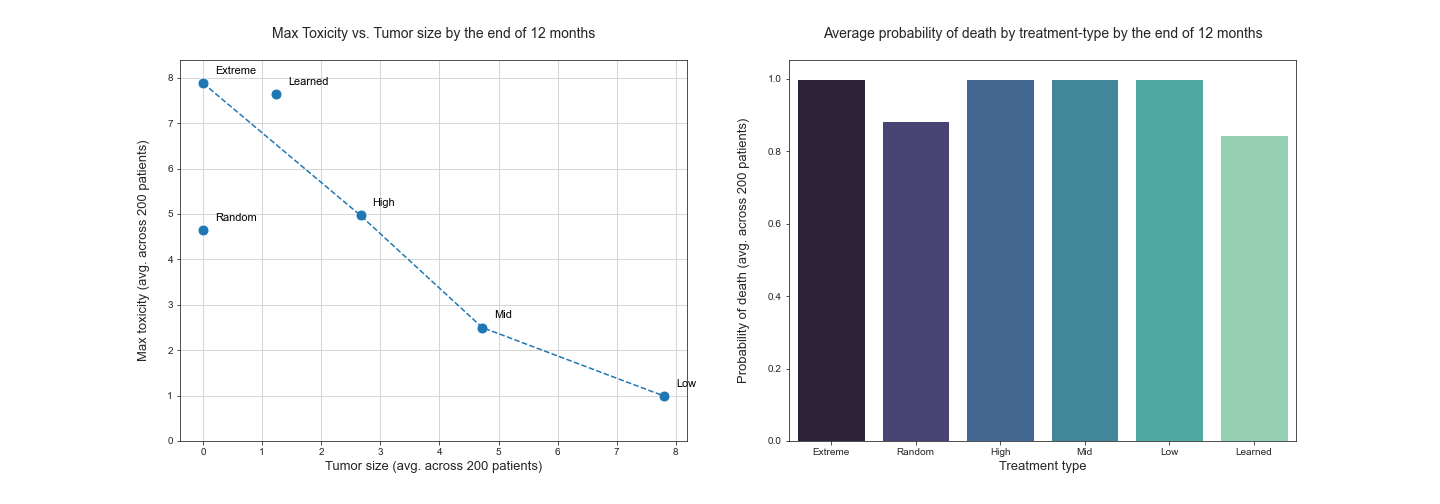 Max Toxicity vs. Tumor size by the end of 12 months
Max toxicity (avg. across 200 patients)
8
7
6
5
4
3
2
1
0
Extreme
Learned
High
Random
Mid
Low
0 1 2 3 4 5 6 7 8
Tumor size (avg. across 200 patients)
Average probability of death by treatment-type by the end of 12 months
Probability of death (avg. across 200 patients)
1.0
0.8
0.6
0.4
0.2
0.0
Extreme Random High Mid Low Learned
Treatment type